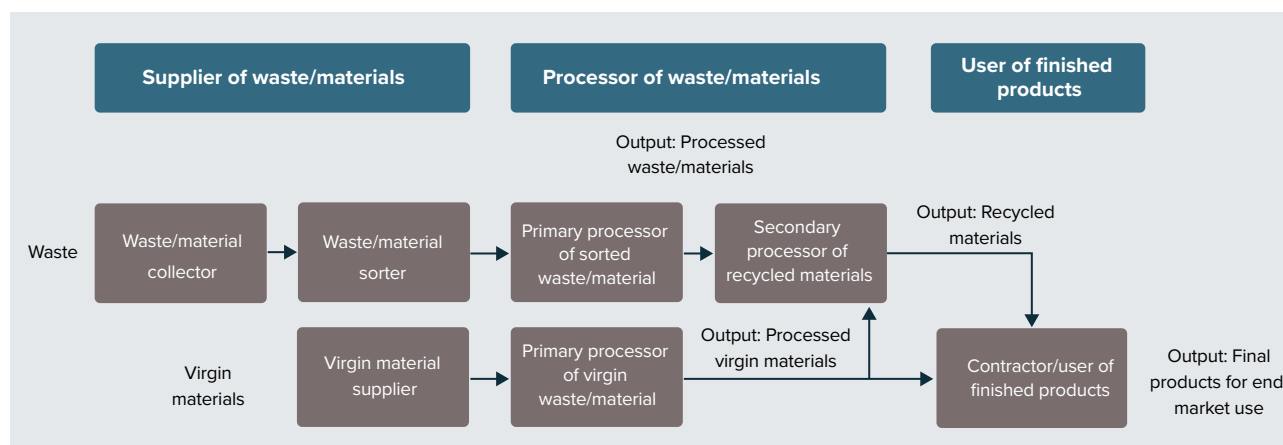 Supplier of waste/materials
Processor of waste/materials
User of finished
products
Output: Processed
waste/materials
Waste
Waste/material
collector
Waste/material
sorter
Primary processor
of sorted
waste/material
Secondary
processor of
recycled materials
Output: Recycled
materials
Virgin
materials
Virgin material
supplier
Primary processor
of virgin
waste/material
Output: Processed
virgin materials
Contractor/user of
finished products
Output: Final
products for end
market use